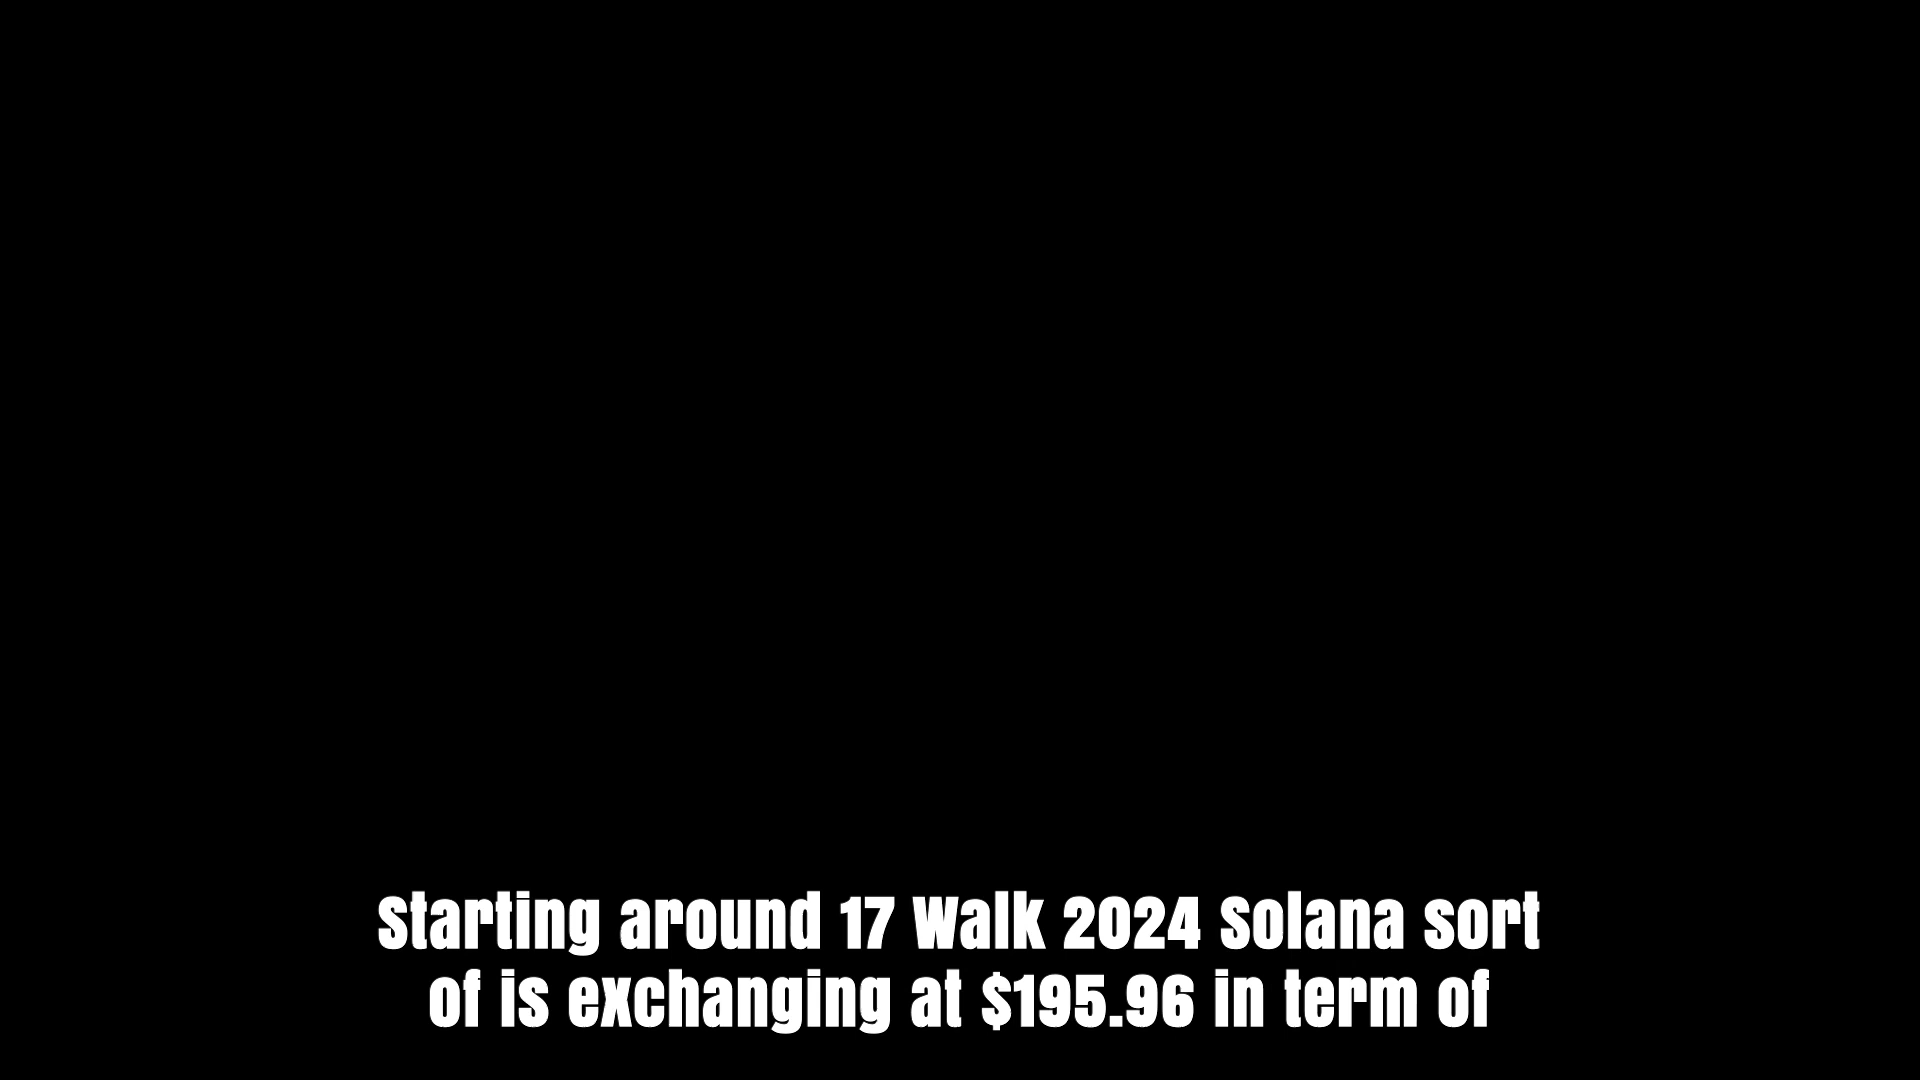 Starting around 17 Walk 2024 Solana sort
of is exchanging at $195.96 in term of